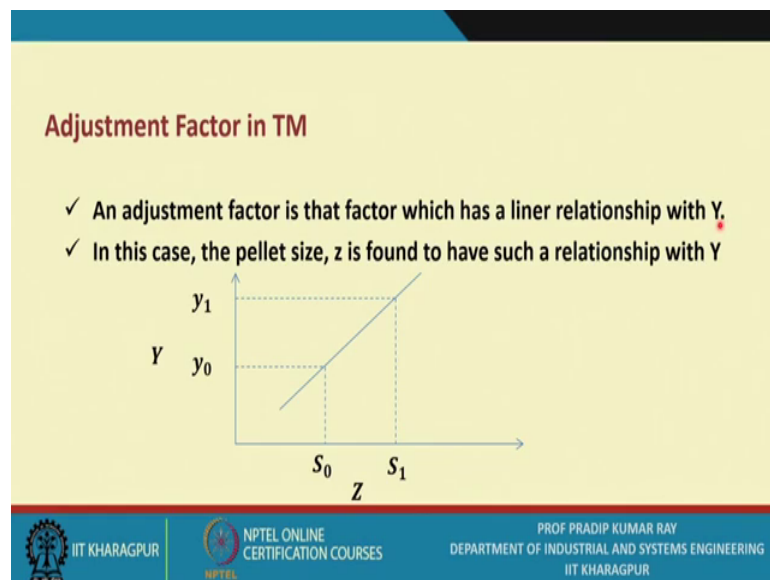 Adjustment Factor in TM
✓ An adjustment factor is that factor which has a liner relationship with Y.
✓ In this case, the pellet size, z is found to have such a relationship with Y
y₁
Y y₀
S₀ S₁
Z
IIT KHARAGPUR
NPTEL
NPTEL ONLINE
CERTIFICATION COURSES
PROF PRADIP KUMAR RAY
DEPARTMENT OF INDUSTRIAL AND SYSTEMS ENGINEERING
IIT KHARAGPUR